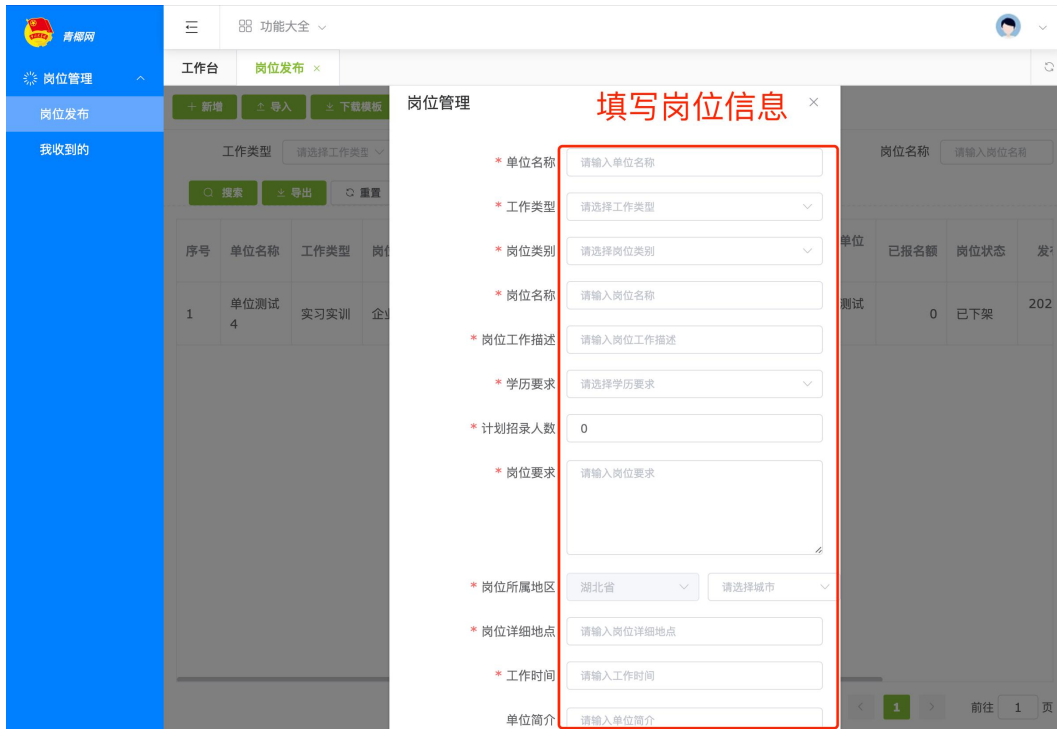 青椰网
功能大全
岗位管理
岗位发布
我收到的
工作台
岗位发布 ×
新增
导入
下载模板
工作类型
请选择工作类型
岗位名称
请输入岗位名称
搜索
导出
重置
序号
单位名称
工作类型
已报名额
岗位状态
1
单位测试
4
实习实训
0
已下架
202
岗位管理
填写岗位信息
* 单位名称
请输入单位名称
* 工作类型
请选择工作类型
* 岗位类别
请选择岗位类别
* 岗位名称
请输入岗位名称
* 岗位工作描述
请输入岗位工作描述
* 学历要求
请选择学历要求
* 计划招录人数
0
* 岗位要求
请输入岗位要求
* 岗位所属地区
湖北省
请选择城市
* 岗位详细地点
请输入岗位详细地点
* 工作时间
请输入工作时间
单位简介
请输入单位简介
1
前往
1
页